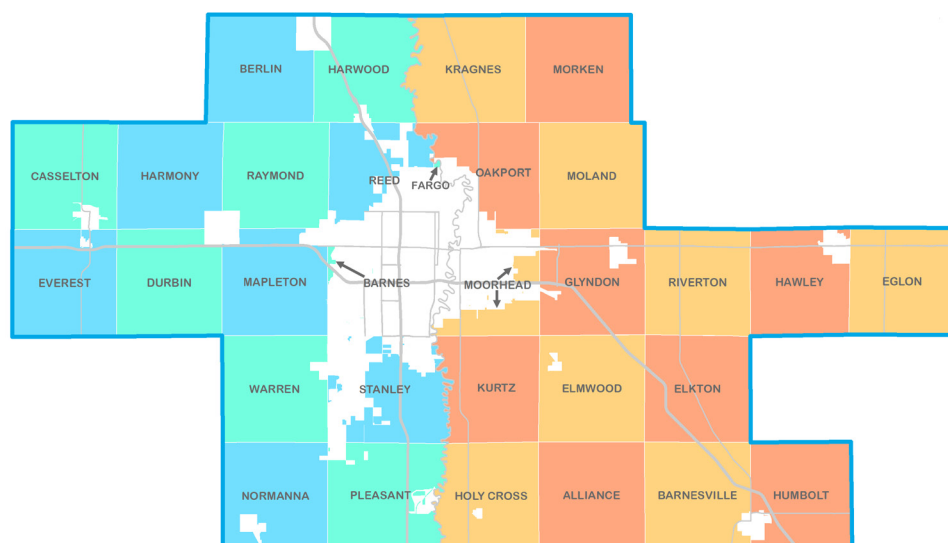 BERLIN
HARWOOD
KRAGNES
MORKEN
CASSELTON
HARMONY
RAYMOND
REED
FARGO
OAKPORT
MOLAND
EVEREST
DURBIN
MAPLETON
BARNES
MOORHEAD
GLYNDON
RIVERTON
HAWLEY
EGLON
WARREN
STANLEY
KURTZ
ELMWOOD
ELKTON
NORMANNA
PLEASANT
HOLY CROSS
ALLIANCE
BARNESVILLE
HUMBOLT